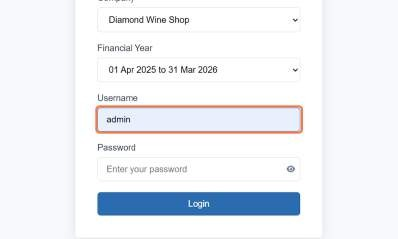 Company
Diamond Wine Shop
Financial Year
01 Apr 2025 to 31 Mar 2026
Username
admin
Password
Enter your password
Login